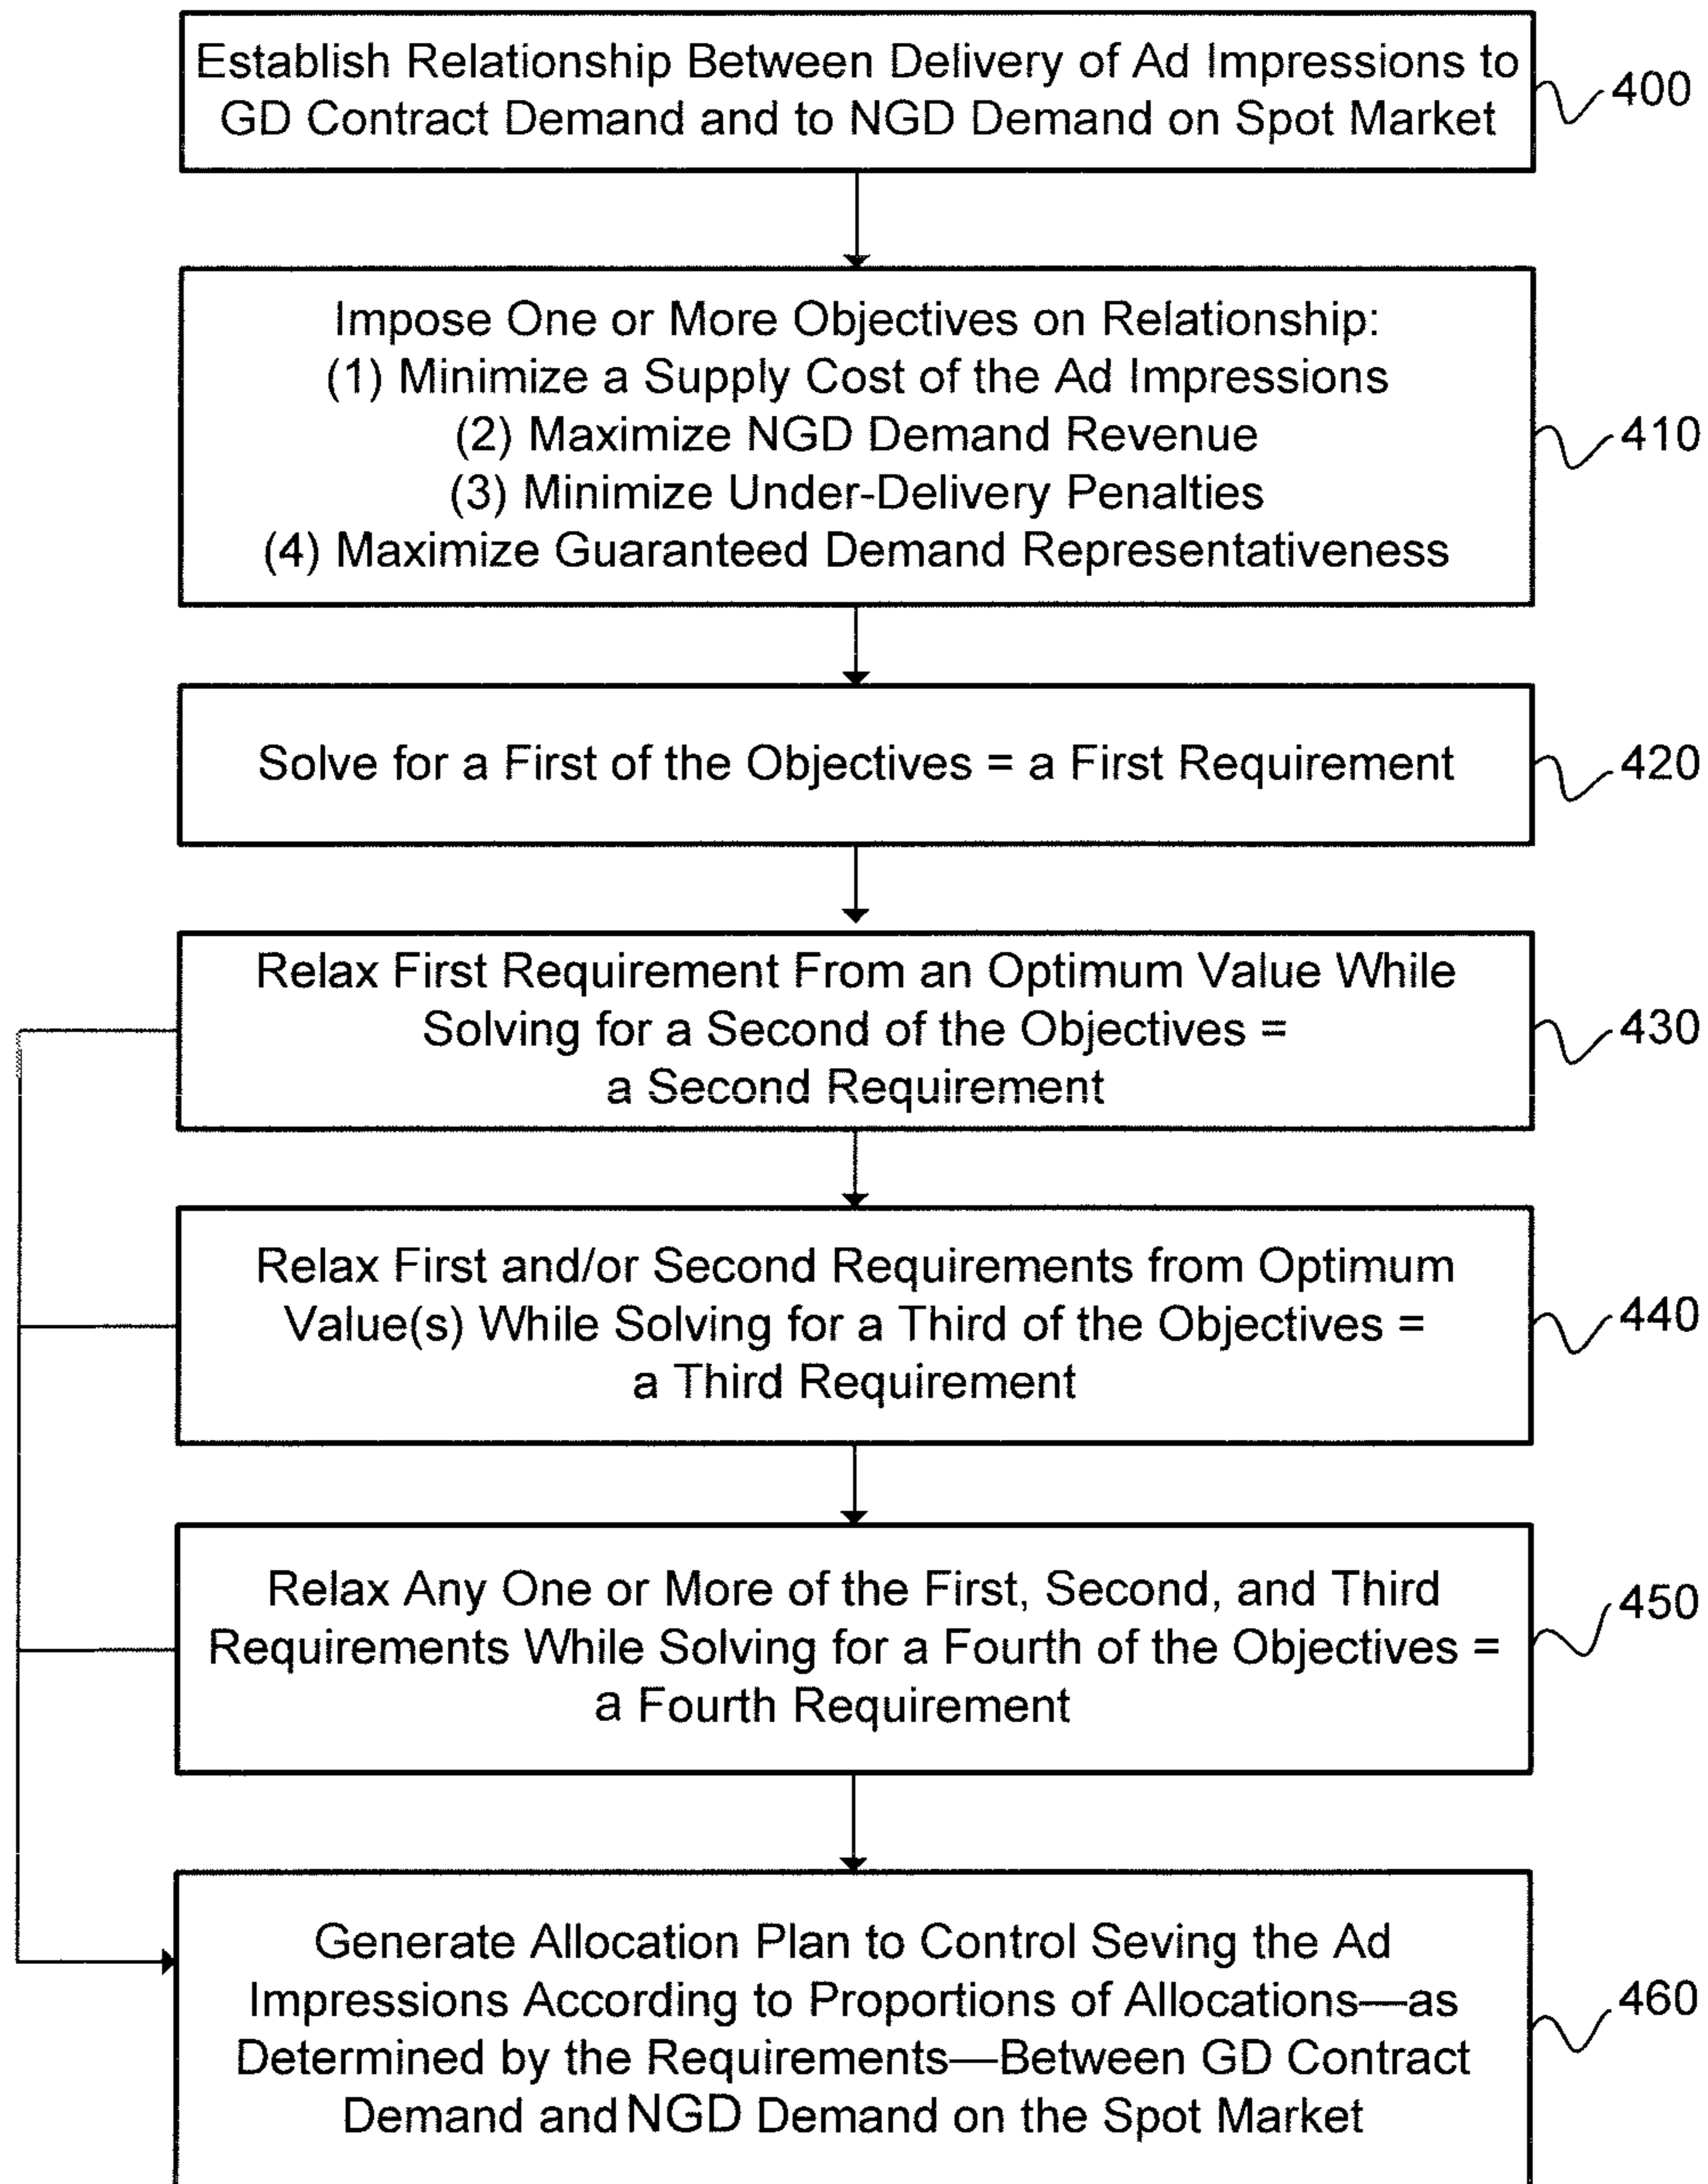 Establish Relationship Between Delivery of Ad Impressions to
GD Contract Demand and to NGD Demand on Spot Market
400
Impose One or More Objectives on Relationship:
(1) Minimize a Supply Cost of the Ad Impressions
(2) Maximize NGD Demand Revenue
(3) Minimize Under-Delivery Penalties
(4) Maximize Guaranteed Demand Representativeness
410
Solve for a First of the Objectives = a First Requirement
420
Relax First Requirement From an Optimum Value While
Solving for a Second of the Objectives =
a Second Requirement
430
Relax First and/or Second Requirements from Optimum
Value(s) While Solving for a Third of the Objectives =
a Third Requirement
440
Relax Any One or More of the First, Second, and Third
Requirements While Solving for a Fourth of the Objectives =
a Fourth Requirement
450
Generate Allocation Plan to Control Seving the Ad
Impressions According to Proportions of Allocations—as
Determined by the Requirements—Between GD Contract
Demand and NGD Demand on the Spot Market
460